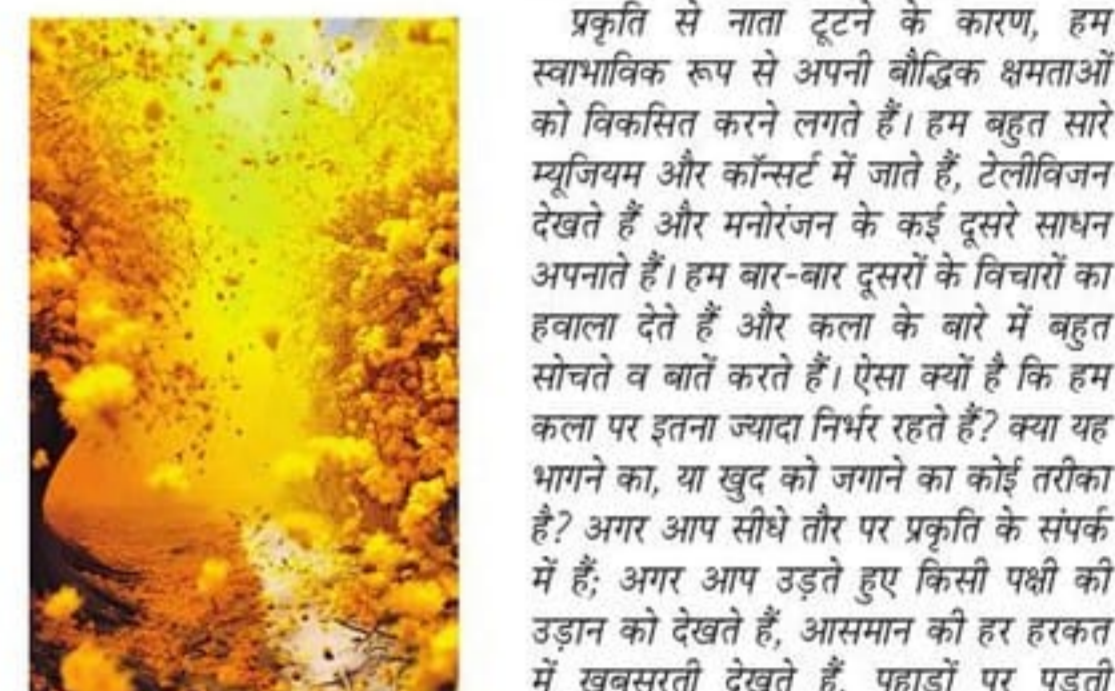 प्रकृति से नाता टूटने के कारण, हम
स्वाभाविक रूप से अपनी बौद्धिक क्षमताओं
को विकसित करने लगते हैं। हम बहुत सारे
म्यूजियम और कॉन्सर्ट में जाते हैं, टेलीविजन
देखते हैं और मनोरंजन के कई दूसरे साधन
अपनाते हैं। हम बार-बार दूसरों के विचारों का
हवाला देते हैं और कला के बारे में बहुत
सोचते व बातें करते हैं। ऐसा क्यों है कि हम
कला पर इतना ज्यादा निर्भर रहते हैं? क्या यह
भागने का, या खुद को जगाने का कोई तरीका
है? अगर आप सीधे तौर पर प्रकृति के संपर्क
में हैं; अगर आप उड़ते हुए किसी पक्षी की
उड़ान को देखते हैं, आसमान की हर हरकत
में खूबसूरती देखते हैं, पहाड़ों पर पड़ती